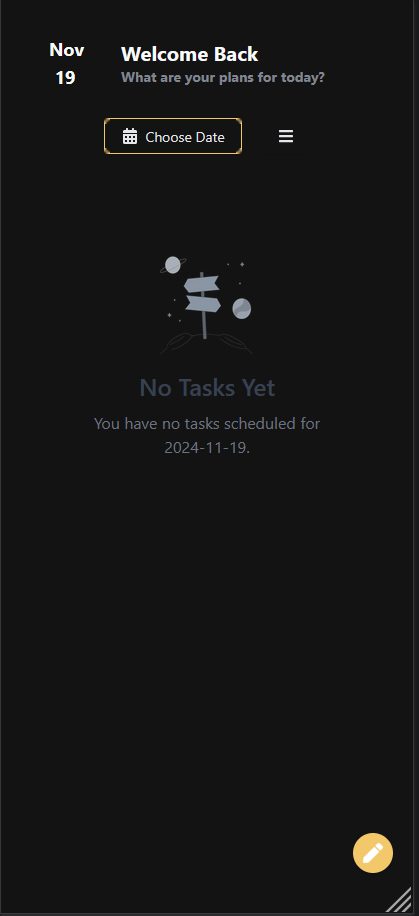 Nov
19
Welcome Back
What are your plans for today?
Choose Date
No Tasks Yet
You have no tasks scheduled for
2024-11-19.